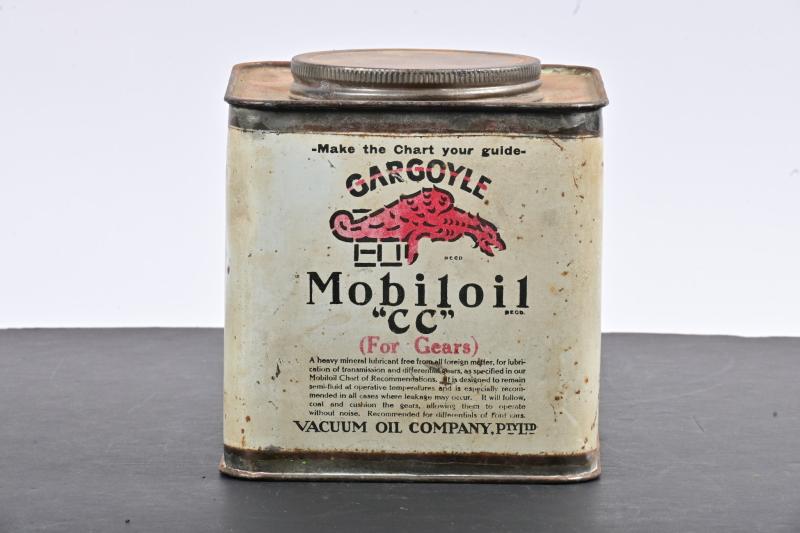 -Make the Chart your guide-
GARGOYLE
REGD
Mobiloil
REGD.
"CC"
(For Gears)
A heavy mineral lubricant free from all foreign matter, for lubri-
cation of transmission and differential gears, as specified in our
Mobiloil Chart of Recommendations. It is designed to remain
semi-fluid at operative temperatures and is especially recom-
mended in all cases where leakage may occur. It will follow,
coat and cushion the gears, allowing them to operate
without noise. Recommended for differentials of Ford cars.
VACUUM OIL COMPANY, PTY LTD